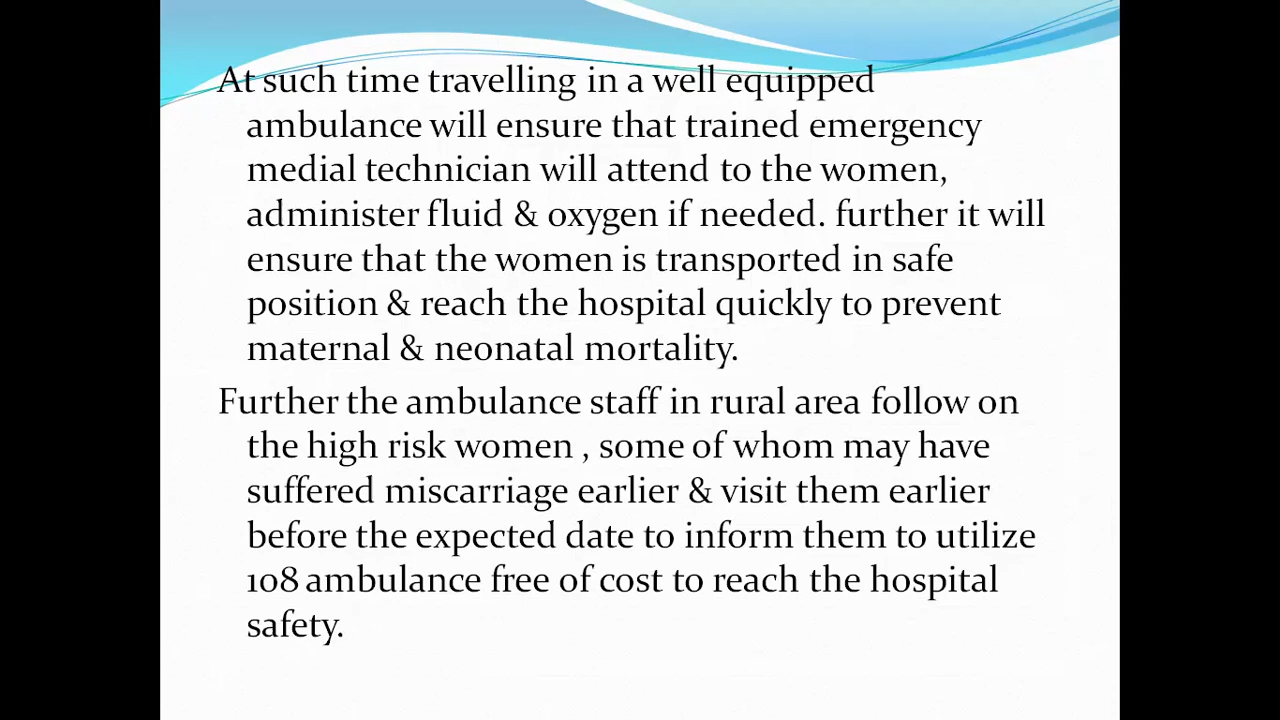 At such time travelling in a well equipped
ambulance will ensure that trained emergency
medial technician will attend to the women,
administer fluid & oxygen if needed. further it will
ensure that the women is transported in safe
position & reach the hospital quickly to prevent
maternal & neonatal mortality.
Further the ambulance staff in rural area follow on
the high risk women , some of whom may have
suffered miscarriage earlier & visit them earlier
before the expected date to inform them to utilize
108 ambulance free of cost to reach the hospital
safety.